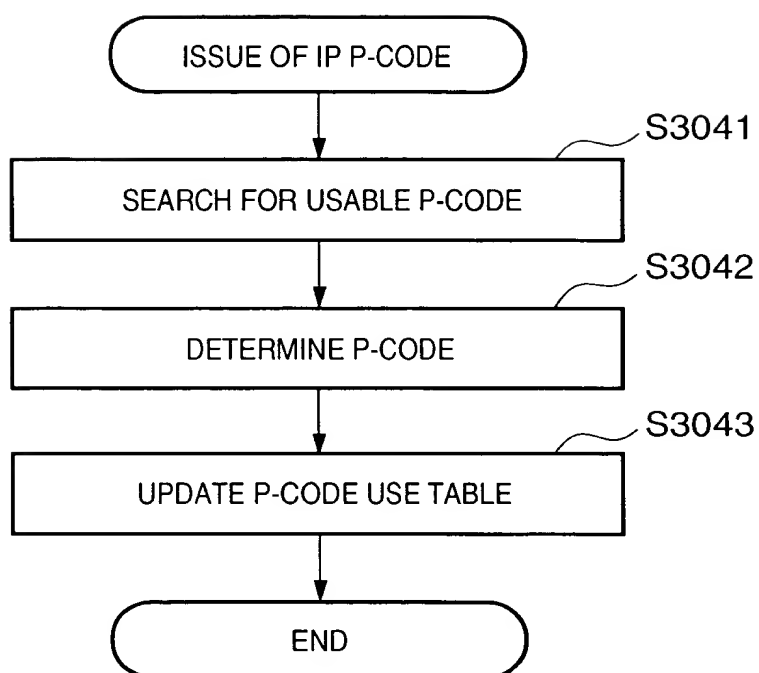 ISSUE OF IP P-CODE
S3041
SEARCH FOR USABLE P-CODE
S3042
DETERMINE P-CODE
S3043
UPDATE P-CODE USE TABLE
END